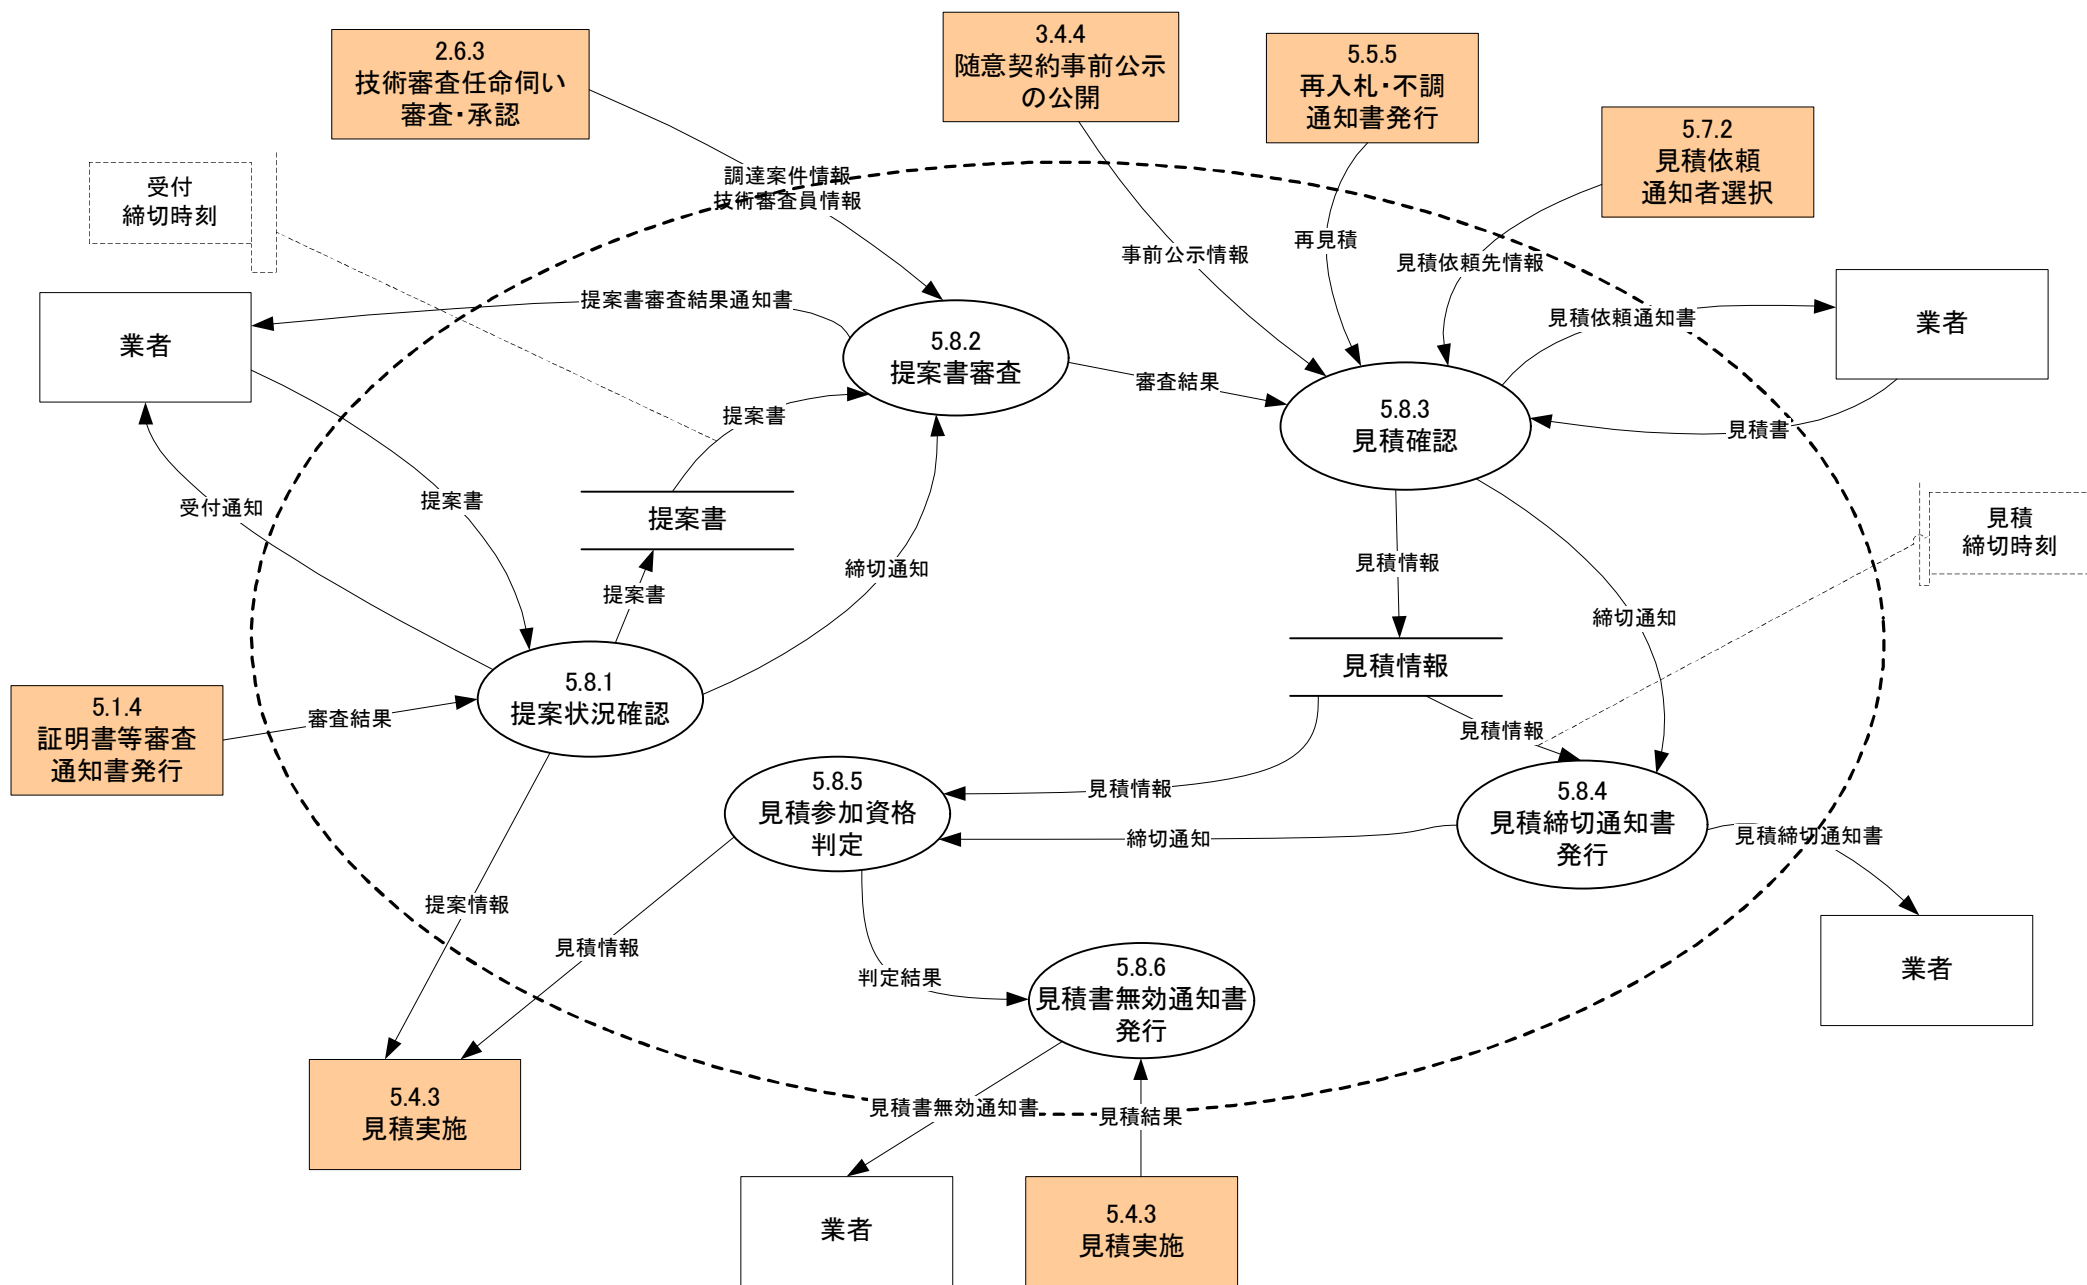 2.6.3
技術審査任命伺い
審査・承認
3.4.4
随意契約事前公示
の公開
5.5.5
再入札・不調
通知書発行
5.7.2
見積依頼
通知者選択
受付
締切時刻
調達案件情報
技術審査員情報
事前公示情報
再見積
見積依頼先情報
業者
提案書審査結果通知書
5.8.2
提案書審査
見積依頼通知書
業者
審査結果
提案書
5.8.3
見積確認
見積書
受付通知
提案書
提案書
見積
締切時刻
締切通知
見積情報
提案書
締切通知
5.8.1
提案状況確認
見積情報
5.1.4
証明書等審査
通知書発行
審査結果
見積情報
5.8.5
見積参加資格
判定
見積情報
締切通知
5.8.4
見積締切通知書
発行
見積締切通知書
提案情報
見積情報
判定結果
5.8.6
見積書無効通知書
発行
業者
5.4.3
見積実施
見積書無効通知書
見積結果
業者
5.4.3
見積実施